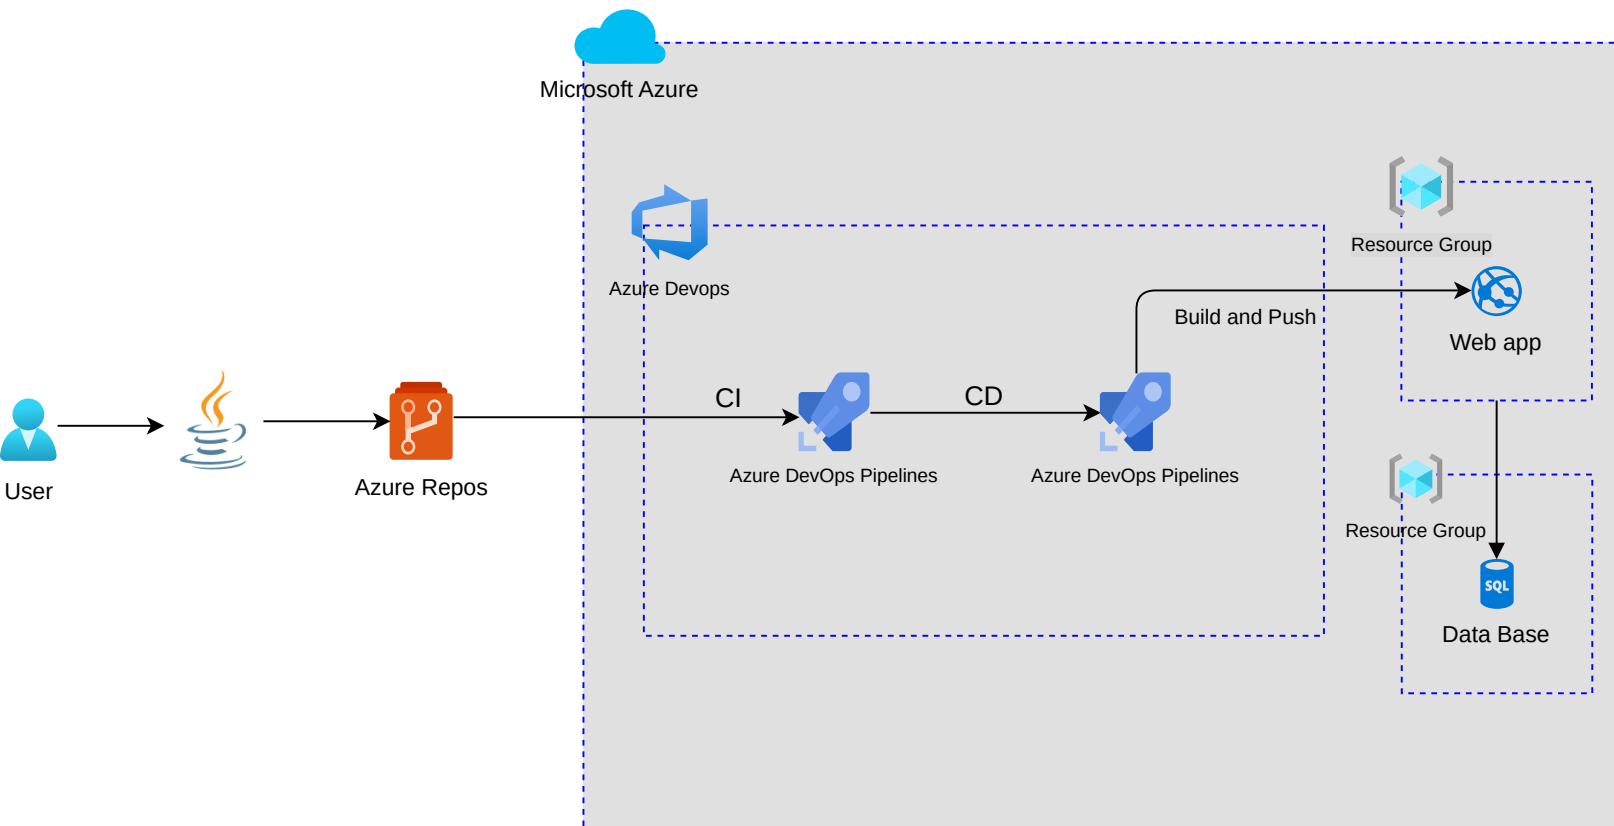 Microsoft Azure
Resource Group
Azure Devops
Build and Push
Web app
CI
CD
Azure DevOps Pipelines
Azure DevOps Pipelines
User
Azure Repos
Resource Group
SQL
Data Base